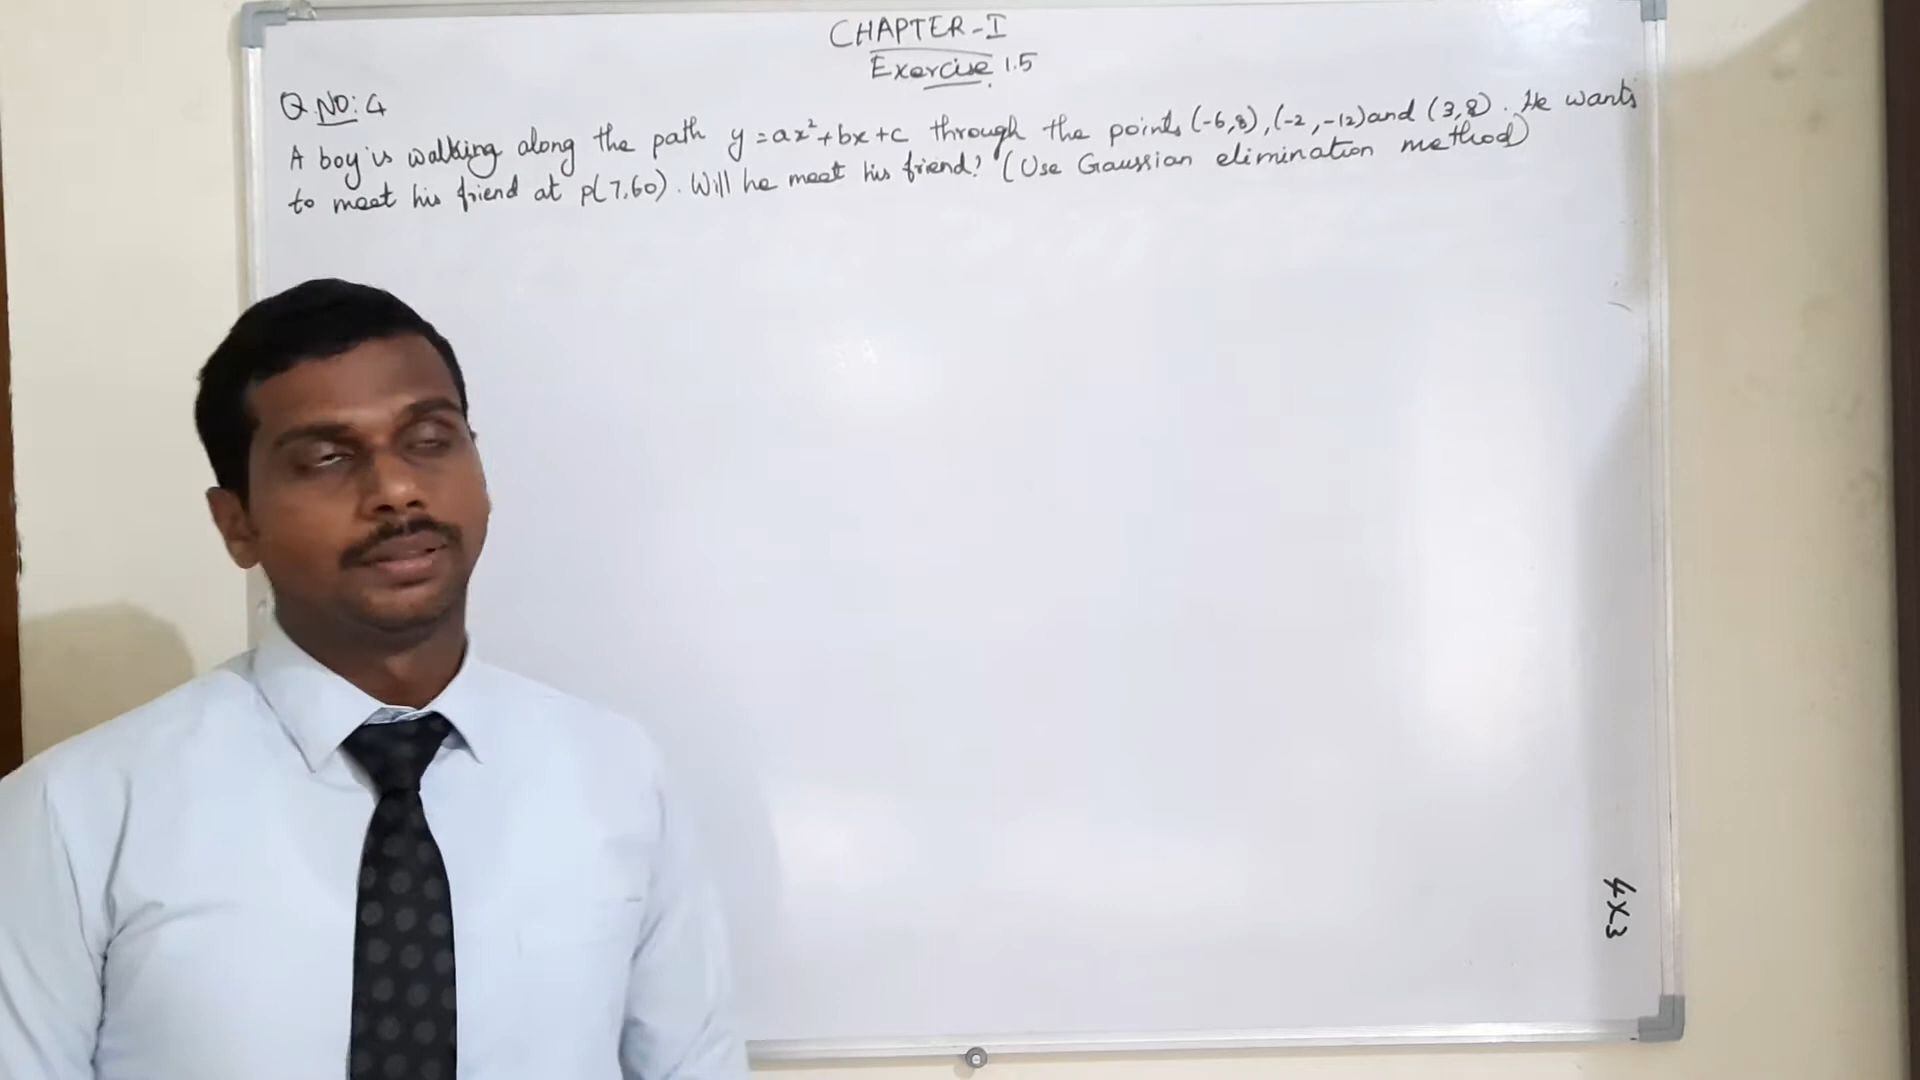 CHAPTER-I
Exercise 1.5
Q.NO: 4
A boy is walking along the path y = ax²+bx+c through the points (-6,8), (-2,-12) and (3,8). He wants
to meet his friend at p(7,60). Will he meet his friend? (Use Gaussian elimination method)
4x3